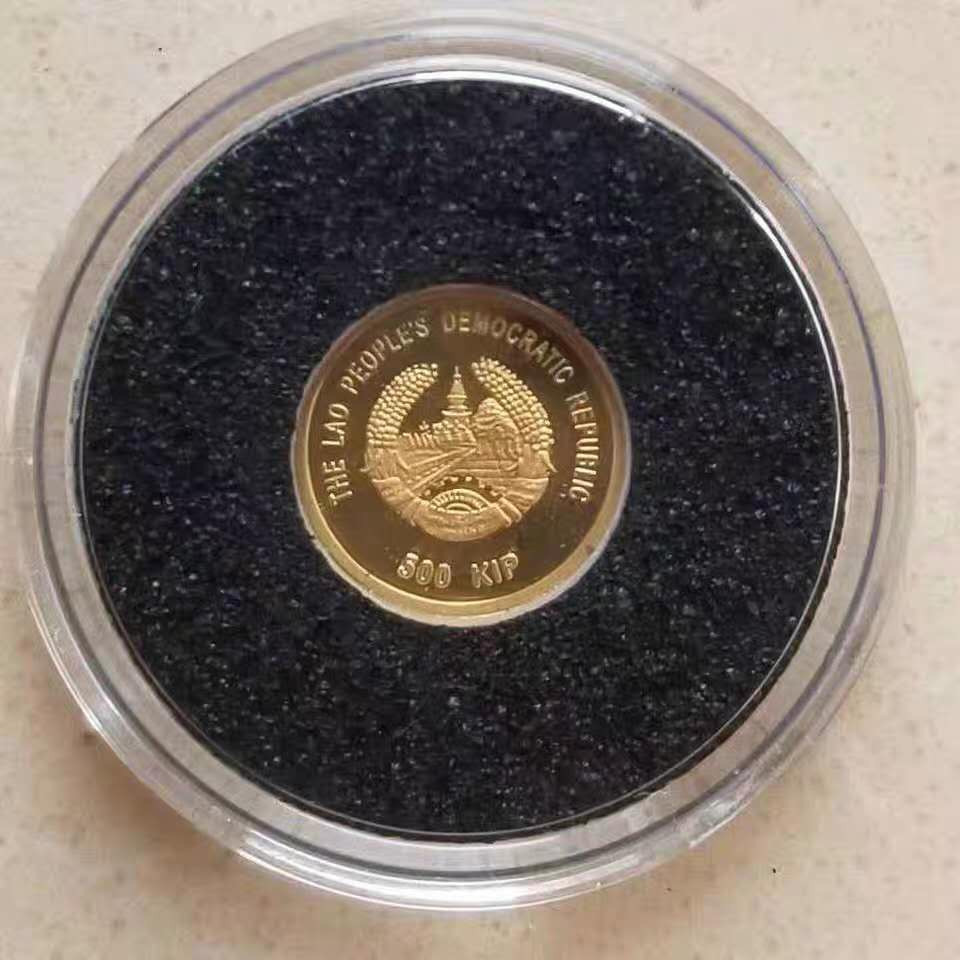 THE LAO PEOPLE'S DEMOCRATIC REPUBLIC
500 KIP